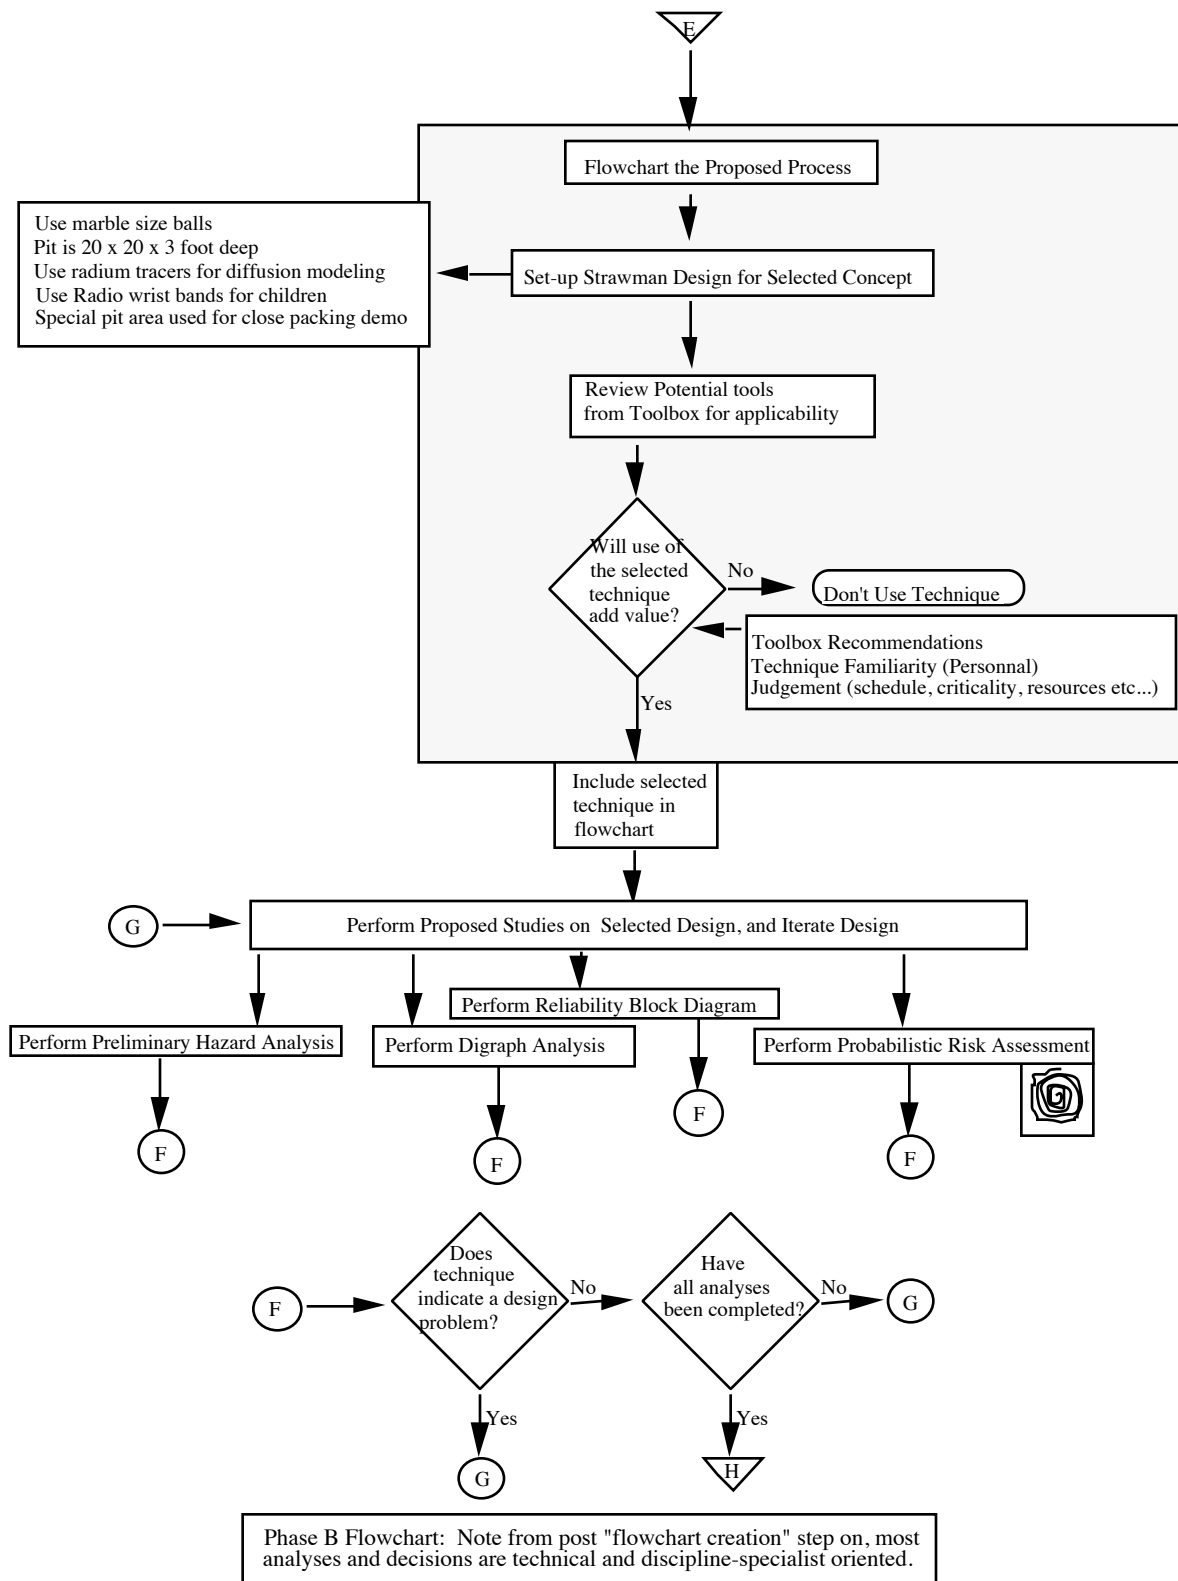 E
Flowchart the Proposed Process
Use marble size balls
Pit is 20 x 20 x 3 foot deep
Use radium tracers for diffusion modeling
Use Radio wrist bands for children
Special pit area used for close packing demo
Set-up Strawman Design for Selected Concept
Review Potential tools
from Toolbox for applicability
Will use of
the selected
technique
add value?
No
Don't Use Technique
Toolbox Recommendations
Technique Familiarity (Personnal)
Judgement (schedule, criticality, resources etc...)
Yes
Include selected
technique in
flowchart
G
Perform Proposed Studies on Selected Design, and Iterate Design
Perform Reliability Block Diagram
Perform Preliminary Hazard Analysis
Perform Digraph Analysis
Perform Probabilistic Risk Assessment
F
F
F
F
F
Does
technique
indicate a design
problem?
No
Have
all analyses
been completed?
No
G
Yes
G
Yes
H
Phase B Flowchart: Note from post "flowchart creation" step on, most
analyses and decisions are technical and discipline-specialist oriented.